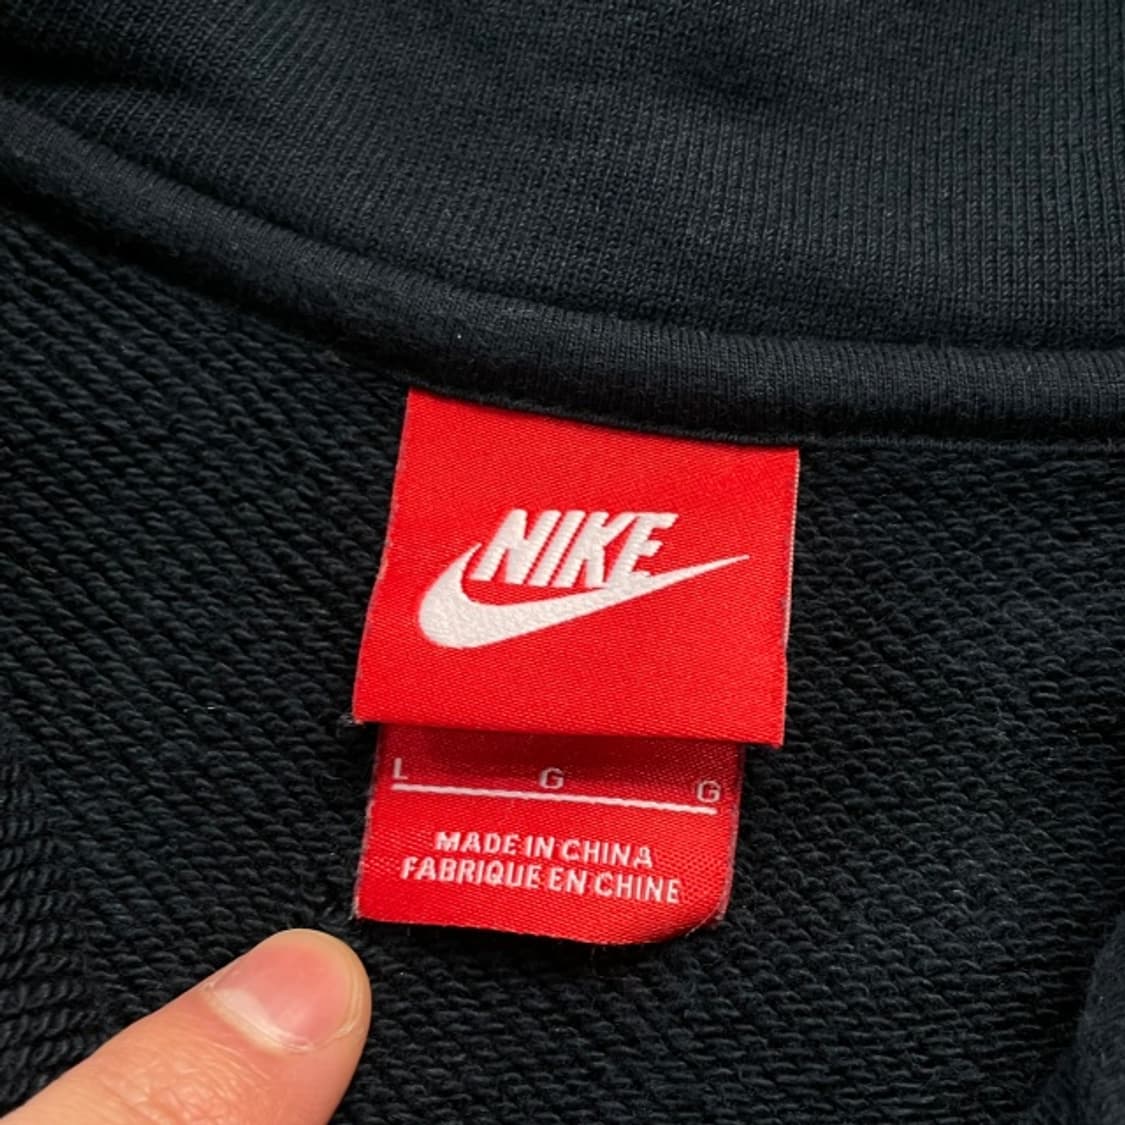 NIKE
L G G
MADE IN CHINA
FABRIQUE EN CHINE